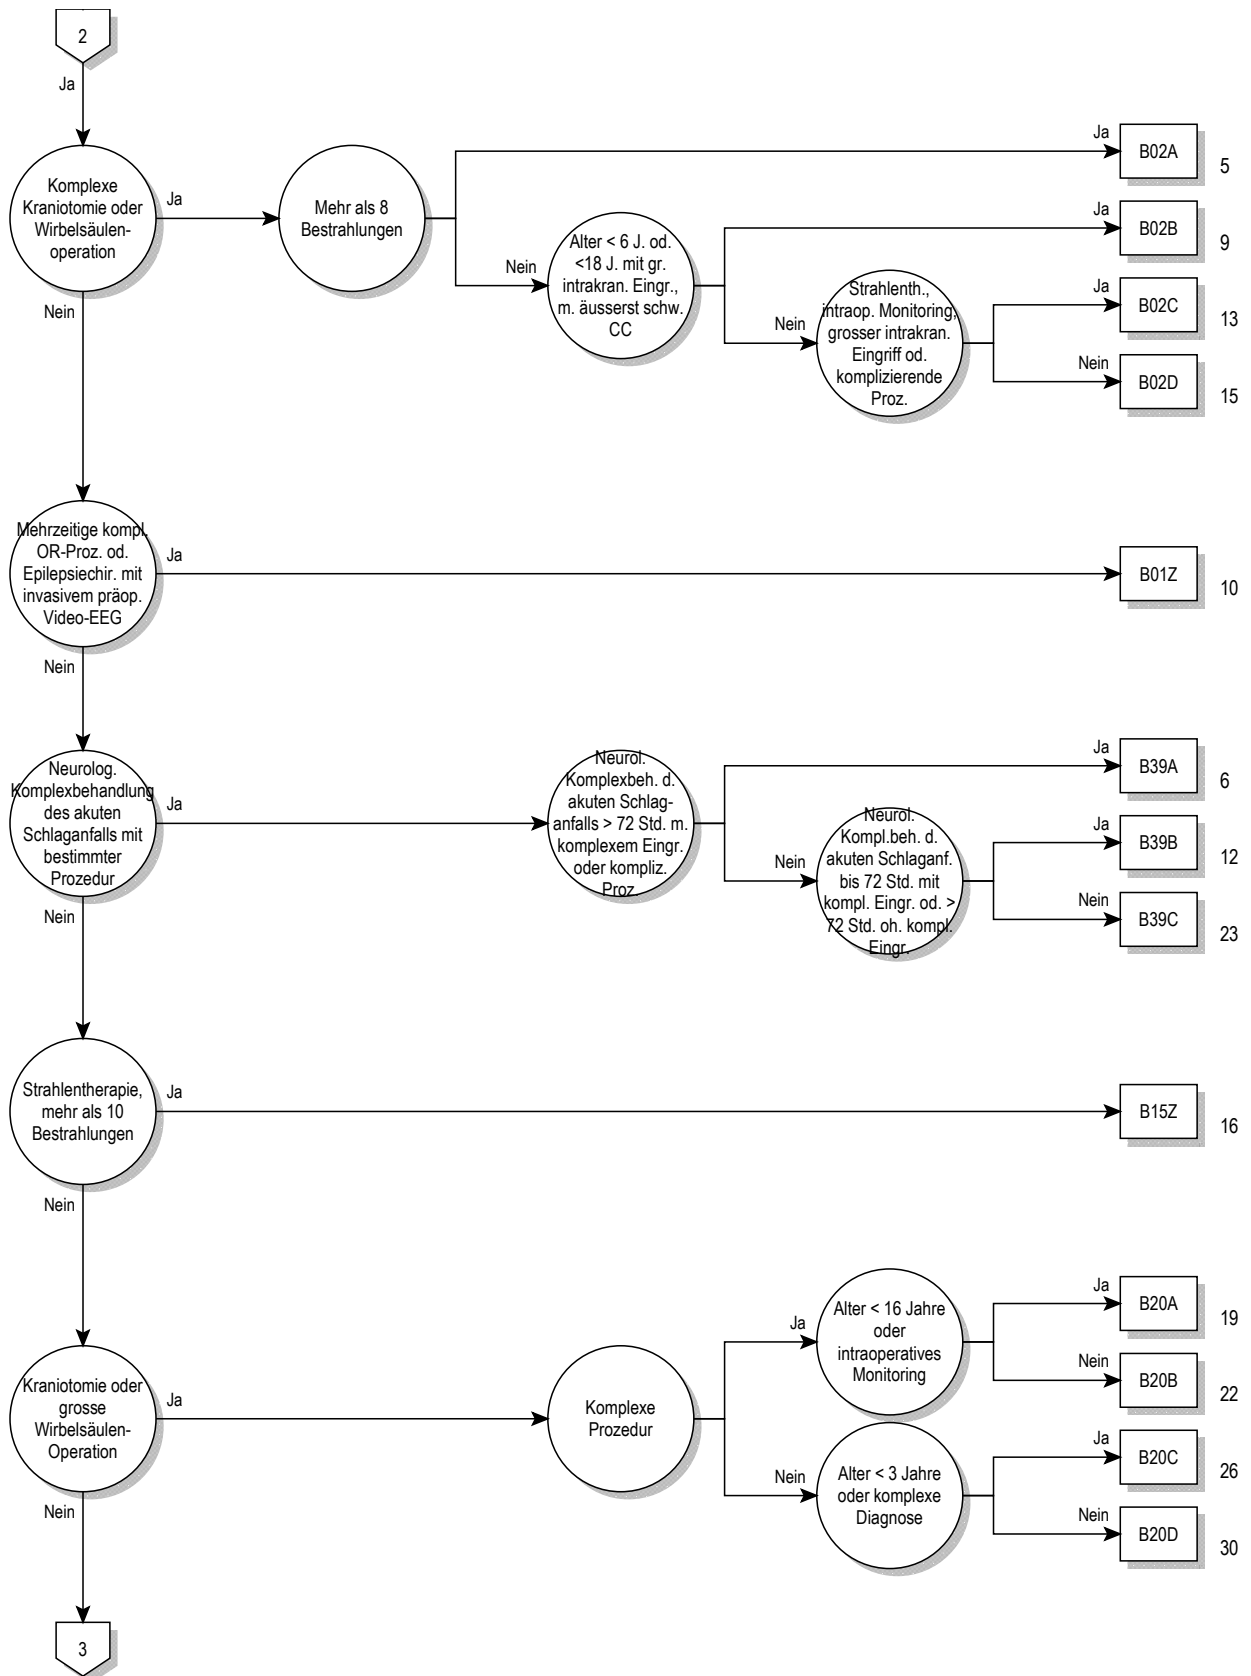 2
Ja
Komplexe
Kraniotomie oder
Wirbelsäulen-
operation
Ja
Mehr als 8
Bestrahlungen
Ja
B02A
5
Nein
Alter < 6 J. od.
<18 J. mit gr.
intrakran. Eingr.,
m. äusserst schw.
CC
Ja
B02B
9
Nein
Strahlenth.,
intraop. Monitoring,
grosser intrakran.
Eingriff od.
komplizierende
Proz.
Ja
B02C
13
Nein
B02D
15
Nein
Mehrzeitige kompl.
OR-Proz. od.
Epilepsiechir. mit
invasivem präop.
Video-EEG
Ja
B01Z
10
Nein
Neurolog.
Komplexbehandlung
des akuten
Schlaganfalls mit
bestimmter
Prozedur
Ja
Neurol.
Komplexbeh. d.
akuten Schlag-
anfalls > 72 Std. m.
komplexem Eingr.
oder kompliz.
Proz.
Ja
B39A
6
Nein
Neurol.
Kompl.beh. d.
akuten Schlaganf.
bis 72 Std. mit
kompl. Eingr. od. >
72 Std. oh. kompl.
Eingr.
Ja
B39B
12
Nein
B39C
23
Nein
Strahlentherapie,
mehr als 10
Bestrahlungen
Ja
B15Z
16
Nein
Kraniotomie oder
grosse
Wirbelsäulen-
Operation
Ja
Komplexe
Prozedur
Ja
Alter < 16 Jahre
oder
intraoperatives
Monitoring
Ja
B20A
19
Nein
B20B
22
Nein
Alter < 3 Jahre
oder komplexe
Diagnose
Ja
B20C
26
Nein
B20D
30
Nein
3